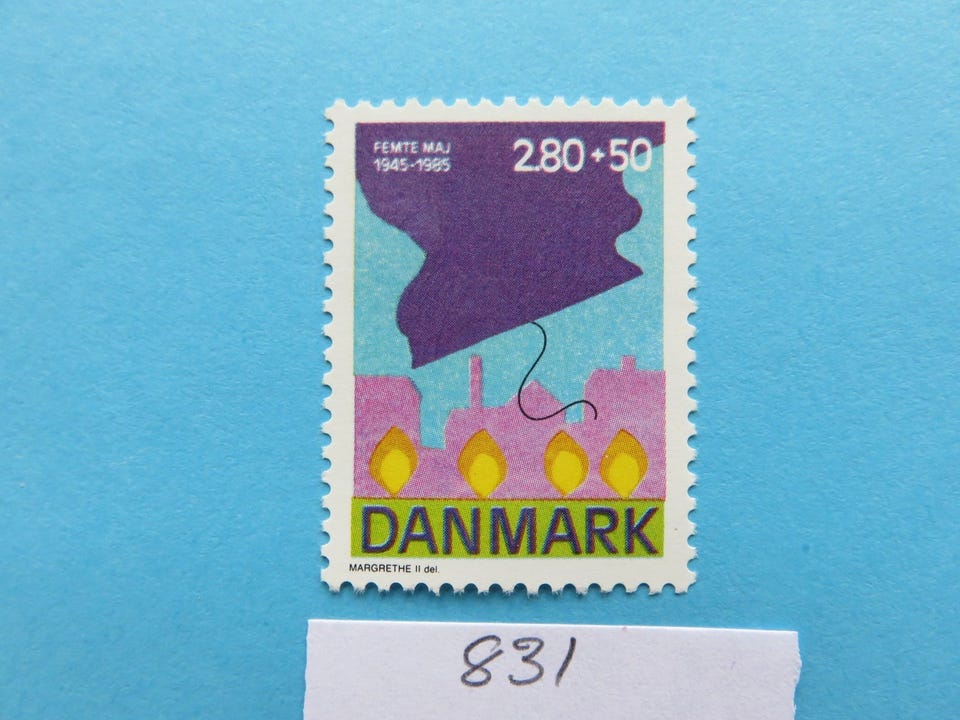 FEMTE MAJ
1945-1985
2.80+50
DANMARK
MARGRETHE II del.
831